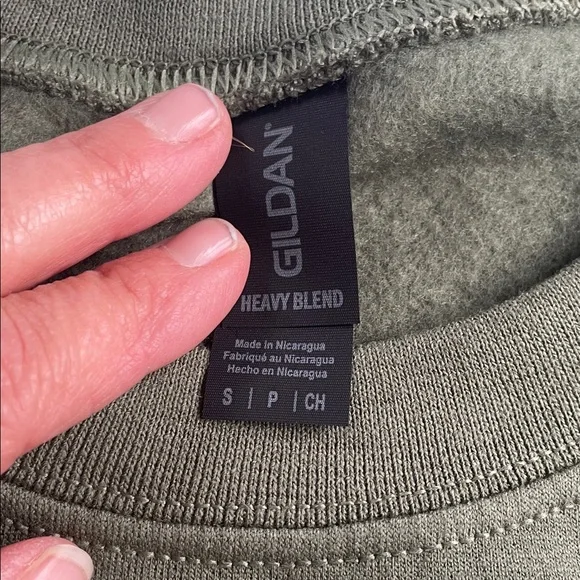 GILDAN®
HEAVY BLEND
Made in Nicaragua
Fabriqué au Nicaragua
Hecho en Nicaragua
S | P | CH